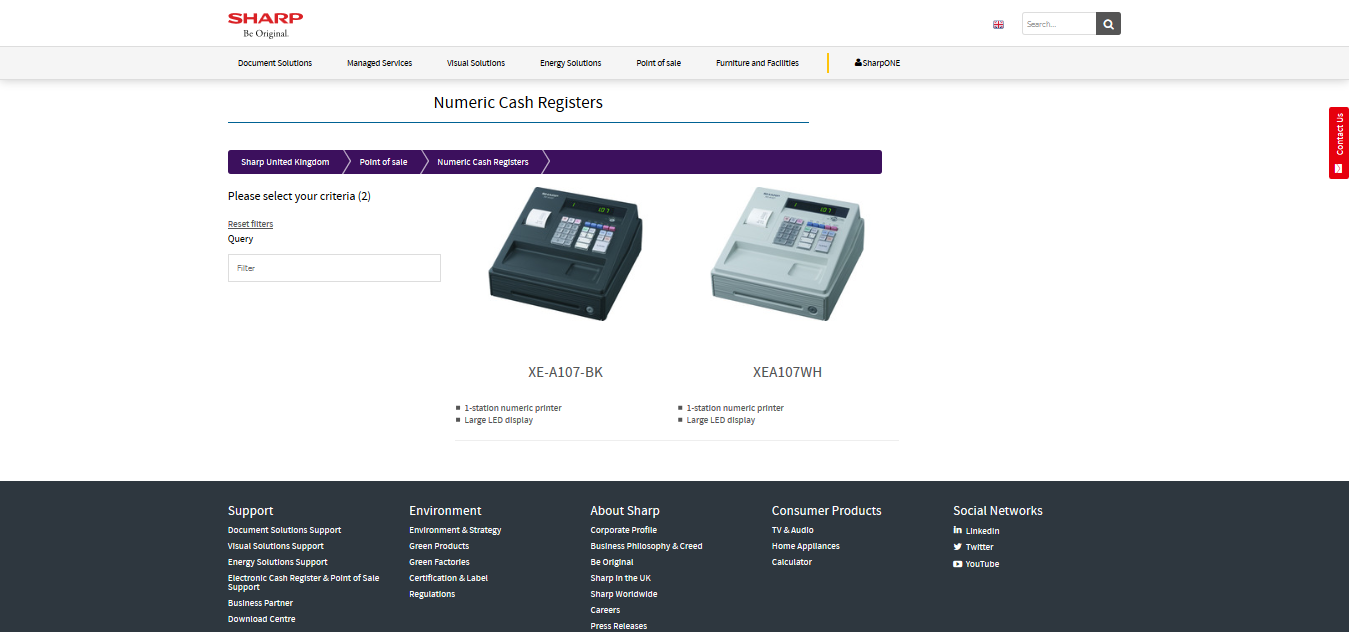 SHARP
Be Original.
Search...
Document Solutions
Managed Services
Visual Solutions
Energy Solutions
Point of sale
Furniture and Facilities
SharpONE
Numeric Cash Registers
Contact Us
Sharp United Kingdom
Point of sale
Numeric Cash Registers
Please select your criteria (2)
Reset filters
Query
Filter
XE-A107-BK
1-station numeric printer
Large LED display
XEA107WH
1-station numeric printer
Large LED display
Support
Document Solutions Support
Visual Solutions Support
Energy Solutions Support
Electronic Cash Register & Point of Sale
Support
Business Partner
Download Centre
Environment
Environment & Strategy
Green Products
Green Factories
Certification & Label
Regulations
About Sharp
Corporate Profile
Business Philosophy & Creed
Be Original
Sharp in the UK
Sharp Worldwide
Careers
Press Releases
Consumer Products
TV & Audio
Home Appliances
Calculator
Social Networks
LinkedIn
Twitter
YouTube